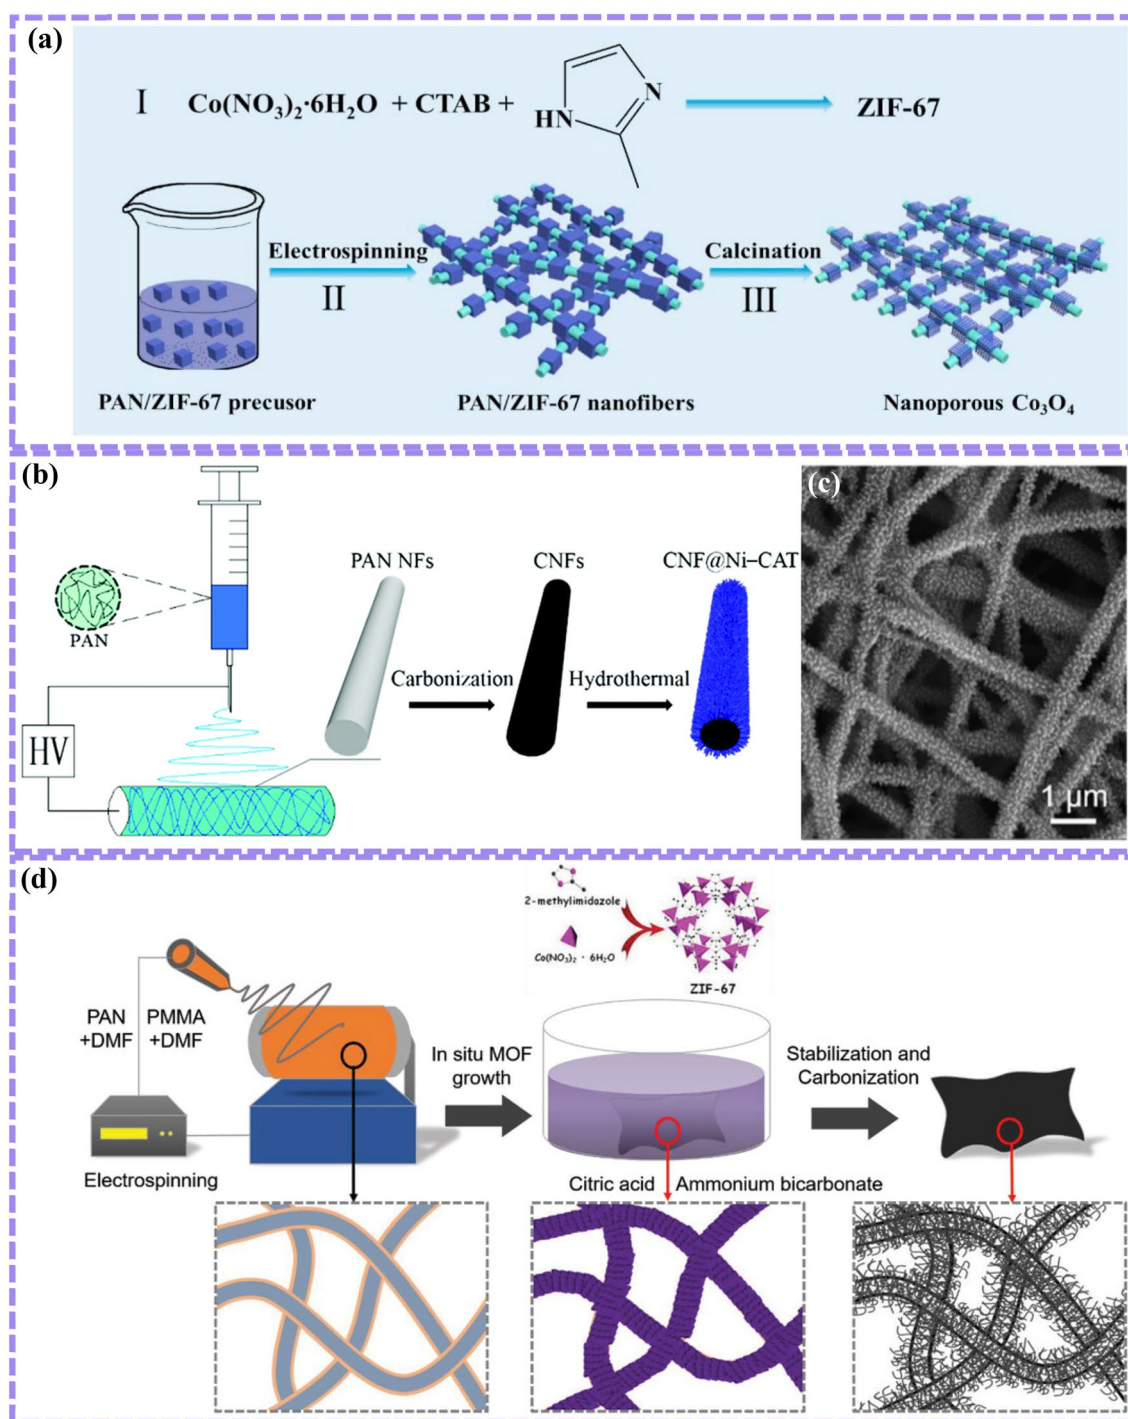 (a)
I Co(NO₃)₂·6H₂O + CTAB +
HN
N
ZIF-67
Electrospinning
II
Calcination
III
PAN/ZIF-67 precusor
PAN/ZIF-67 nanofibers
Nanoporous Co₃O₄
(b)
PAN
HV
PAN NFs
Carbonization
CNFs
Hydrothermal
CNF@Ni–CAT
(c)
1 µm
(d)
2-methylimidazole
Co(NO₃)₂ · 6H₂O
ZIF-67
PAN
+DMF
PMMA
+DMF
Electrospinning
In situ MOF
growth
Citric acid
Ammonium bicarbonate
Stabilization and
Carbonization